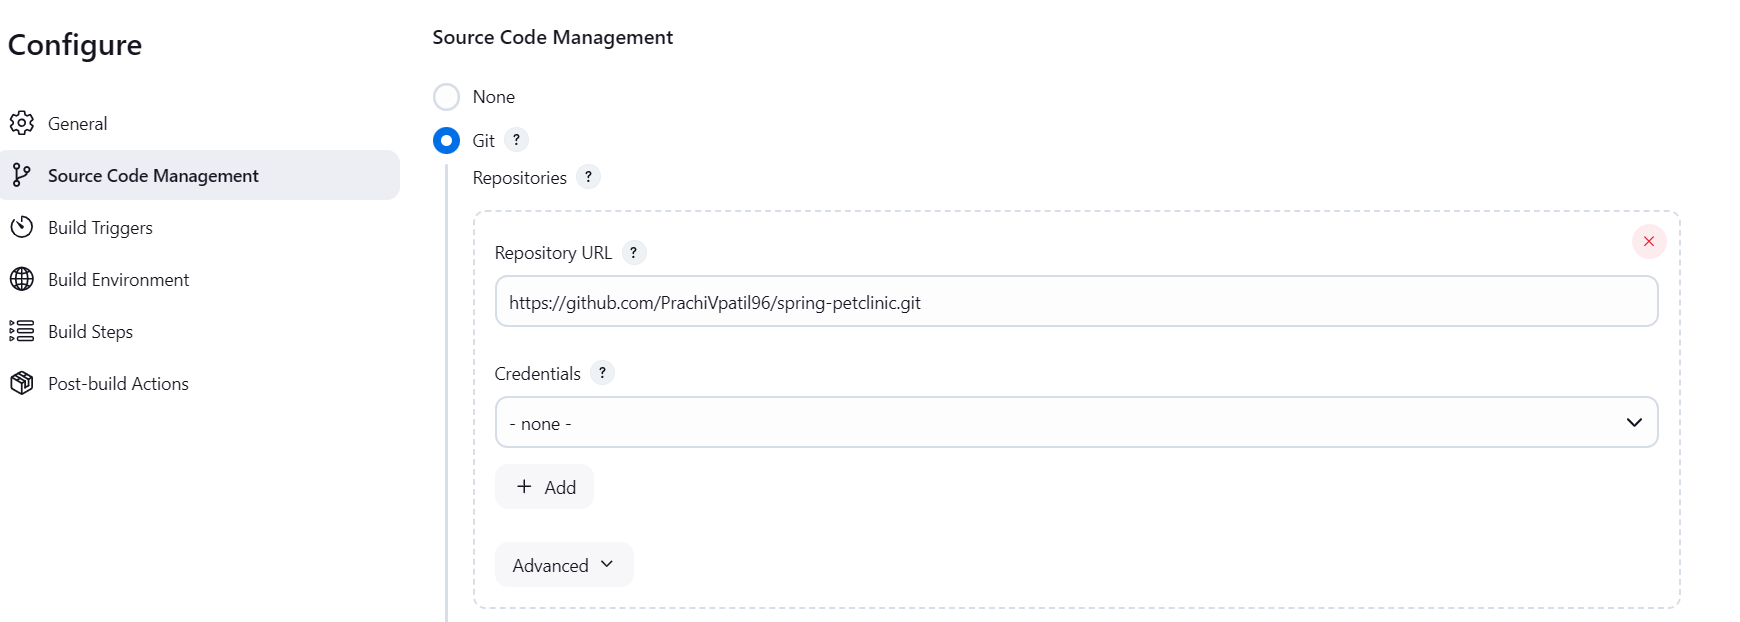 Configure
General
Source Code Management
Build Triggers
Build Environment
Build Steps
Post-build Actions
Source Code Management
None
Git ?
Repositories ?
Repository URL ?
https://github.com/PrachiVpatil96/spring-petclinic.git
Credentials ?
- none -
+ Add
Advanced